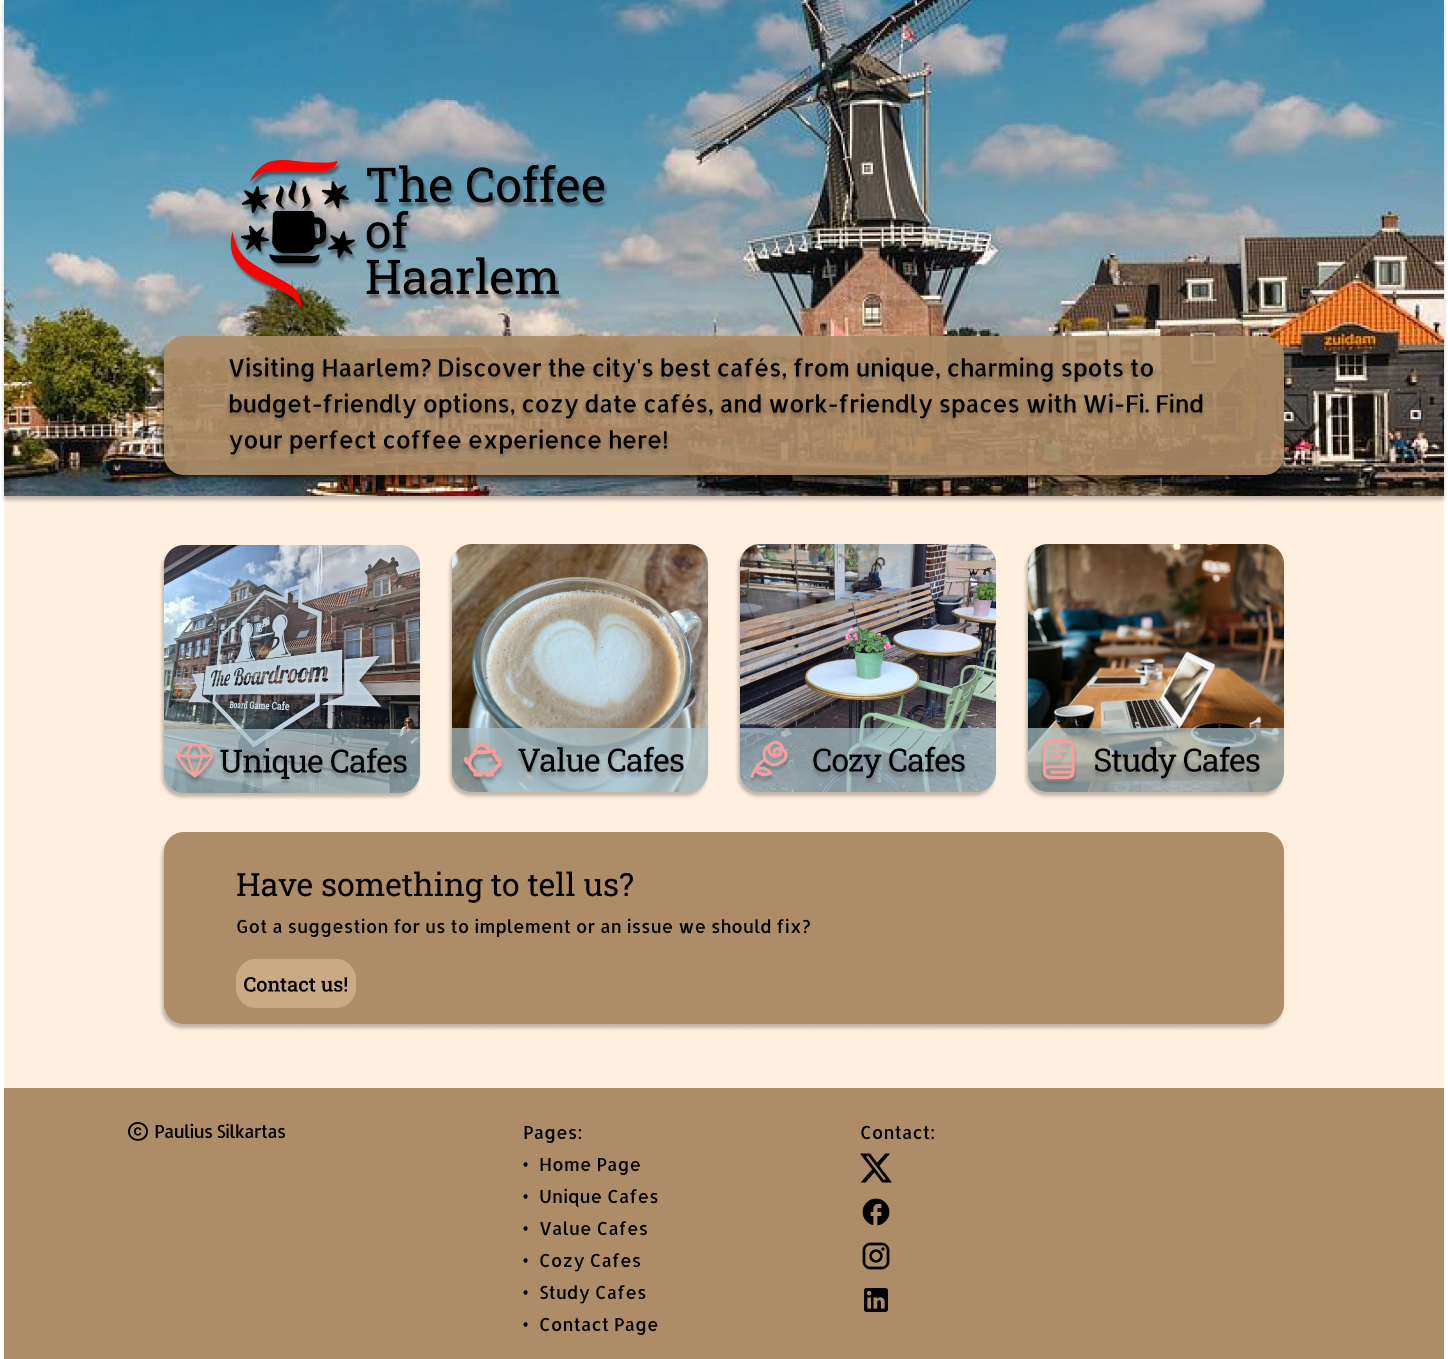 The Coffee
of
Haarlem
zuidam
Visiting Haarlem? Discover the city's best cafés, from unique, charming spots to
budget-friendly options, cozy date cafés, and work-friendly spaces with Wi-Fi. Find
your perfect coffee experience here!
The Boardroom
Board Game Cafe
Unique Cafes
Value Cafes
Cozy Cafes
Study Cafes
Have something to tell us?
Got a suggestion for us to implement or an issue we should fix?
Contact us!
© Paulius Silkartas
Pages:
• Home Page
• Unique Cafes
• Value Cafes
• Cozy Cafes
• Study Cafes
• Contact Page
Contact: